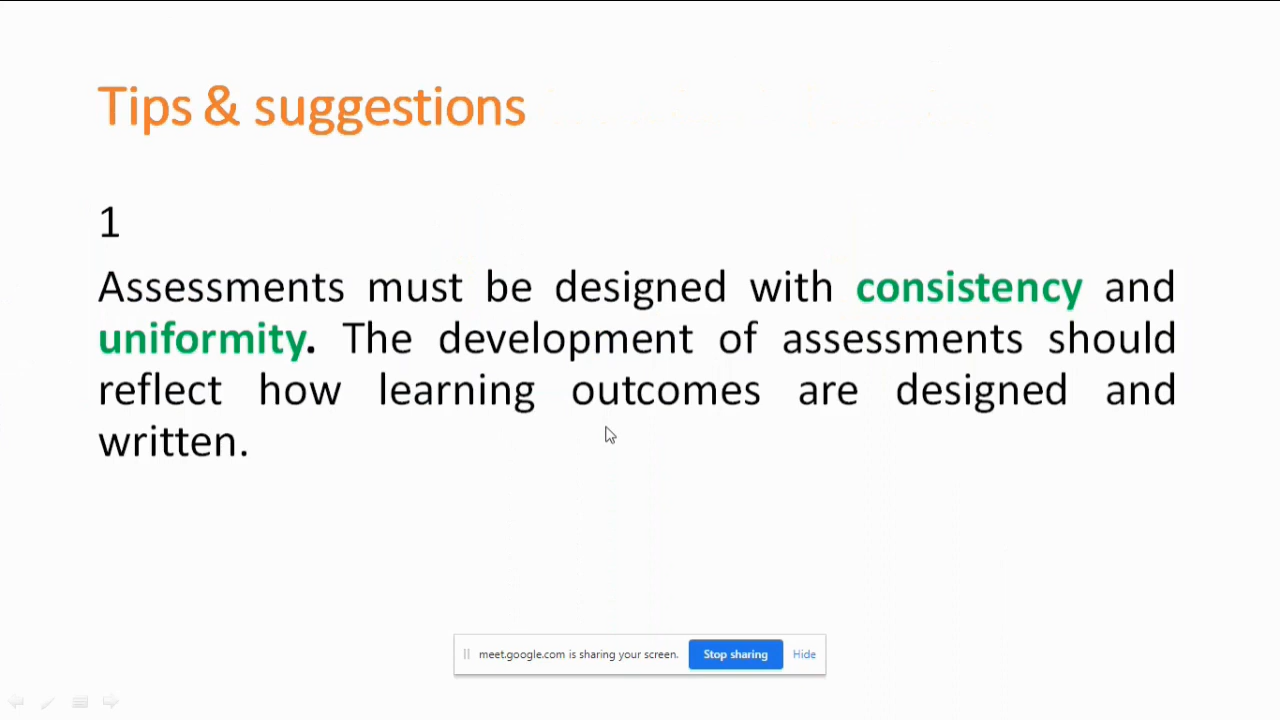 Tips & suggestions
1
Assessments must be designed with consistency and
uniformity. The development of assessments should
reflect how learning outcomes are designed and
written.
meet.google.com is sharing your screen. Stop sharing Hide